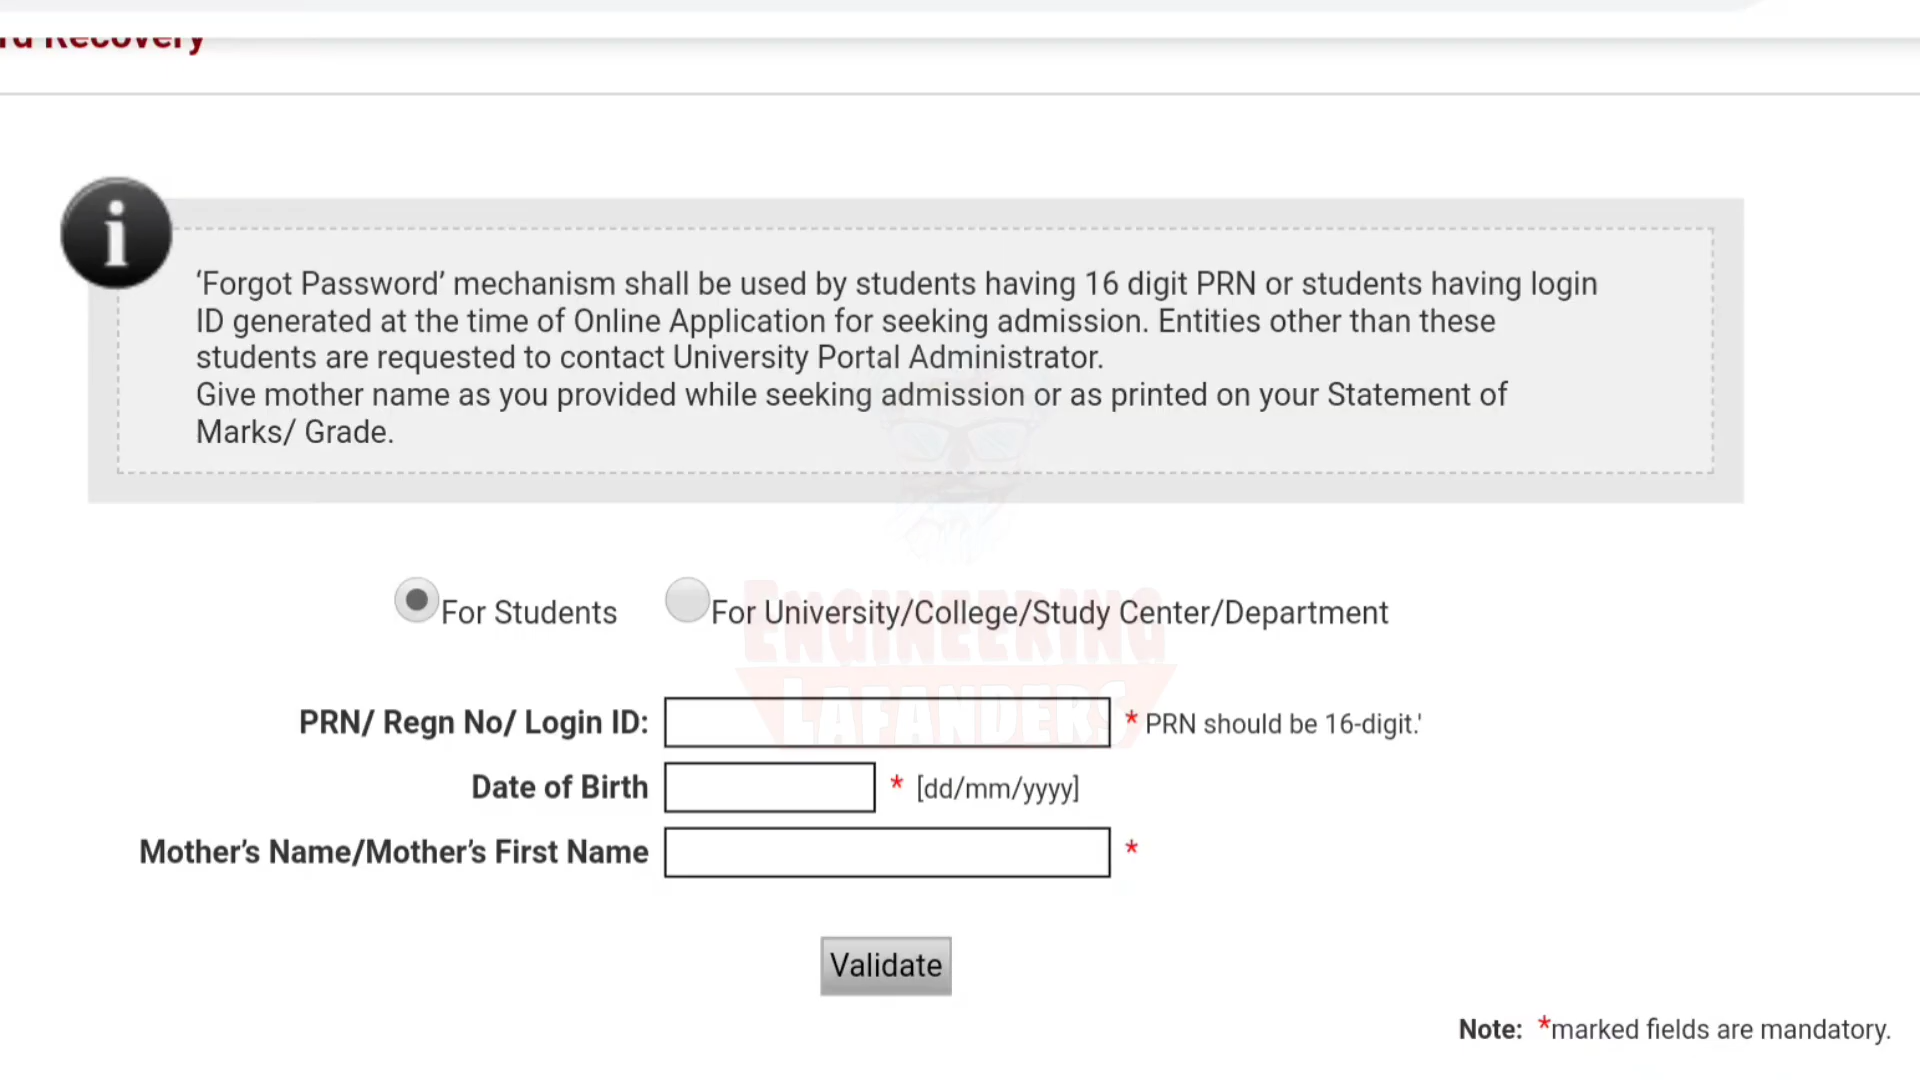 Recovery
‘Forgot Password’ mechanism shall be used by students having 16 digit PRN or students having login
ID generated at the time of Online Application for seeking admission. Entities other than these
students are requested to contact University Portal Administrator.
Give mother name as you provided while seeking admission or as printed on your Statement of
Marks/ Grade.
For Students For University/College/Study Center/Department
ENGINEERING
LAFANDERS
PRN/ Regn No/ Login ID: * PRN should be 16-digit.'
Date of Birth * [dd/mm/yyyy]
Mother’s Name/Mother’s First Name *
Validate
Note: *marked fields are mandatory.